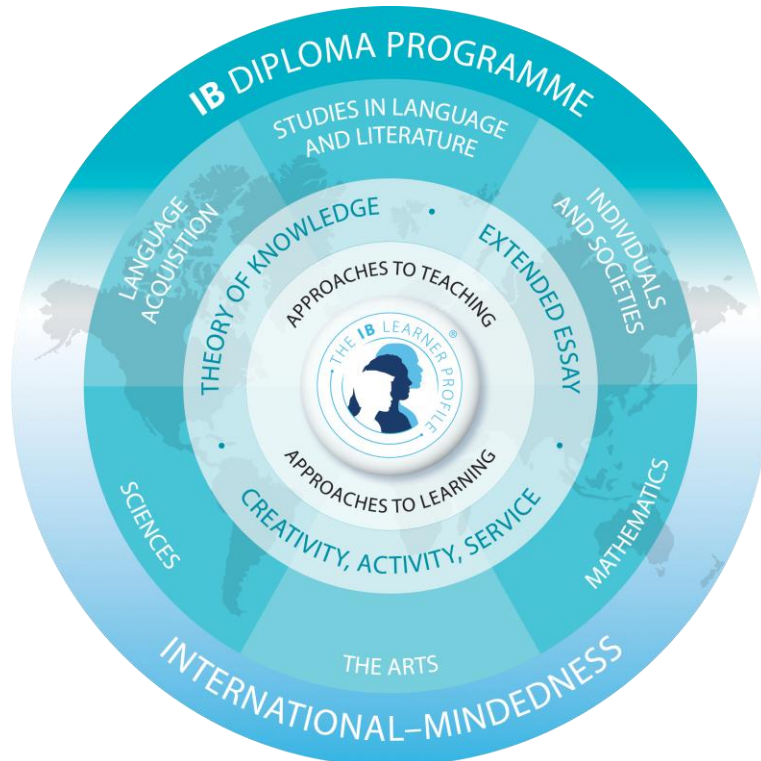 IB DIPLOMA PROGRAMME
STUDIES IN LANGUAGE
AND LITERATURE
LANGUAGE
ACQUISITION
INDIVIDUALS
AND SOCIETIES
THEORY OF KNOWLEDGE •
EXTENDED ESSAY •
APPROACHES TO TEACHING
THE IB LEARNER PROFILE ®
APPROACHES TO LEARNING
CREATIVITY, ACTIVITY, SERVICE •
SCIENCES
MATHEMATICS
THE ARTS
INTERNATIONAL–MINDEDNESS